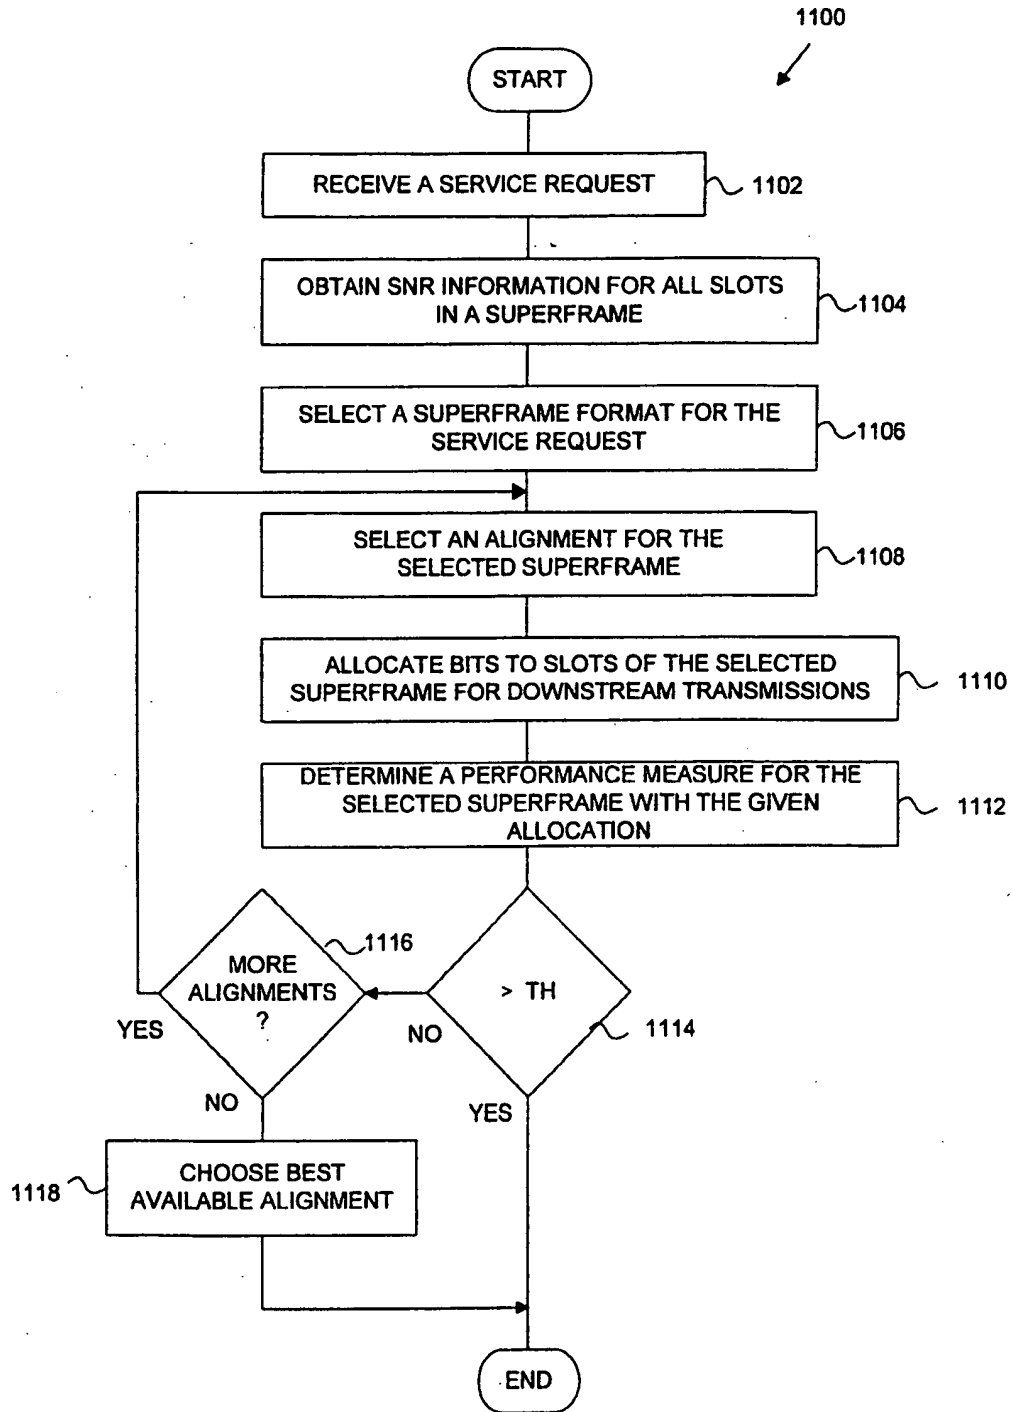 1100
START
RECEIVE A SERVICE REQUEST
1102
OBTAIN SNR INFORMATION FOR ALL SLOTS
IN A SUPERFRAME
1104
SELECT A SUPERFRAME FORMAT FOR THE
SERVICE REQUEST
1106
SELECT AN ALIGNMENT FOR THE
SELECTED SUPERFRAME
1108
ALLOCATE BITS TO SLOTS OF THE SELECTED
SUPERFRAME FOR DOWNSTREAM TRANSMISSIONS
1110
DETERMINE A PERFORMANCE MEASURE FOR THE
SELECTED SUPERFRAME WITH THE GIVEN
ALLOCATION
1112
MORE
ALIGNMENTS
?
1116
> TH
1114
YES
NO
NO
YES
CHOOSE BEST
AVAILABLE ALIGNMENT
1118
END